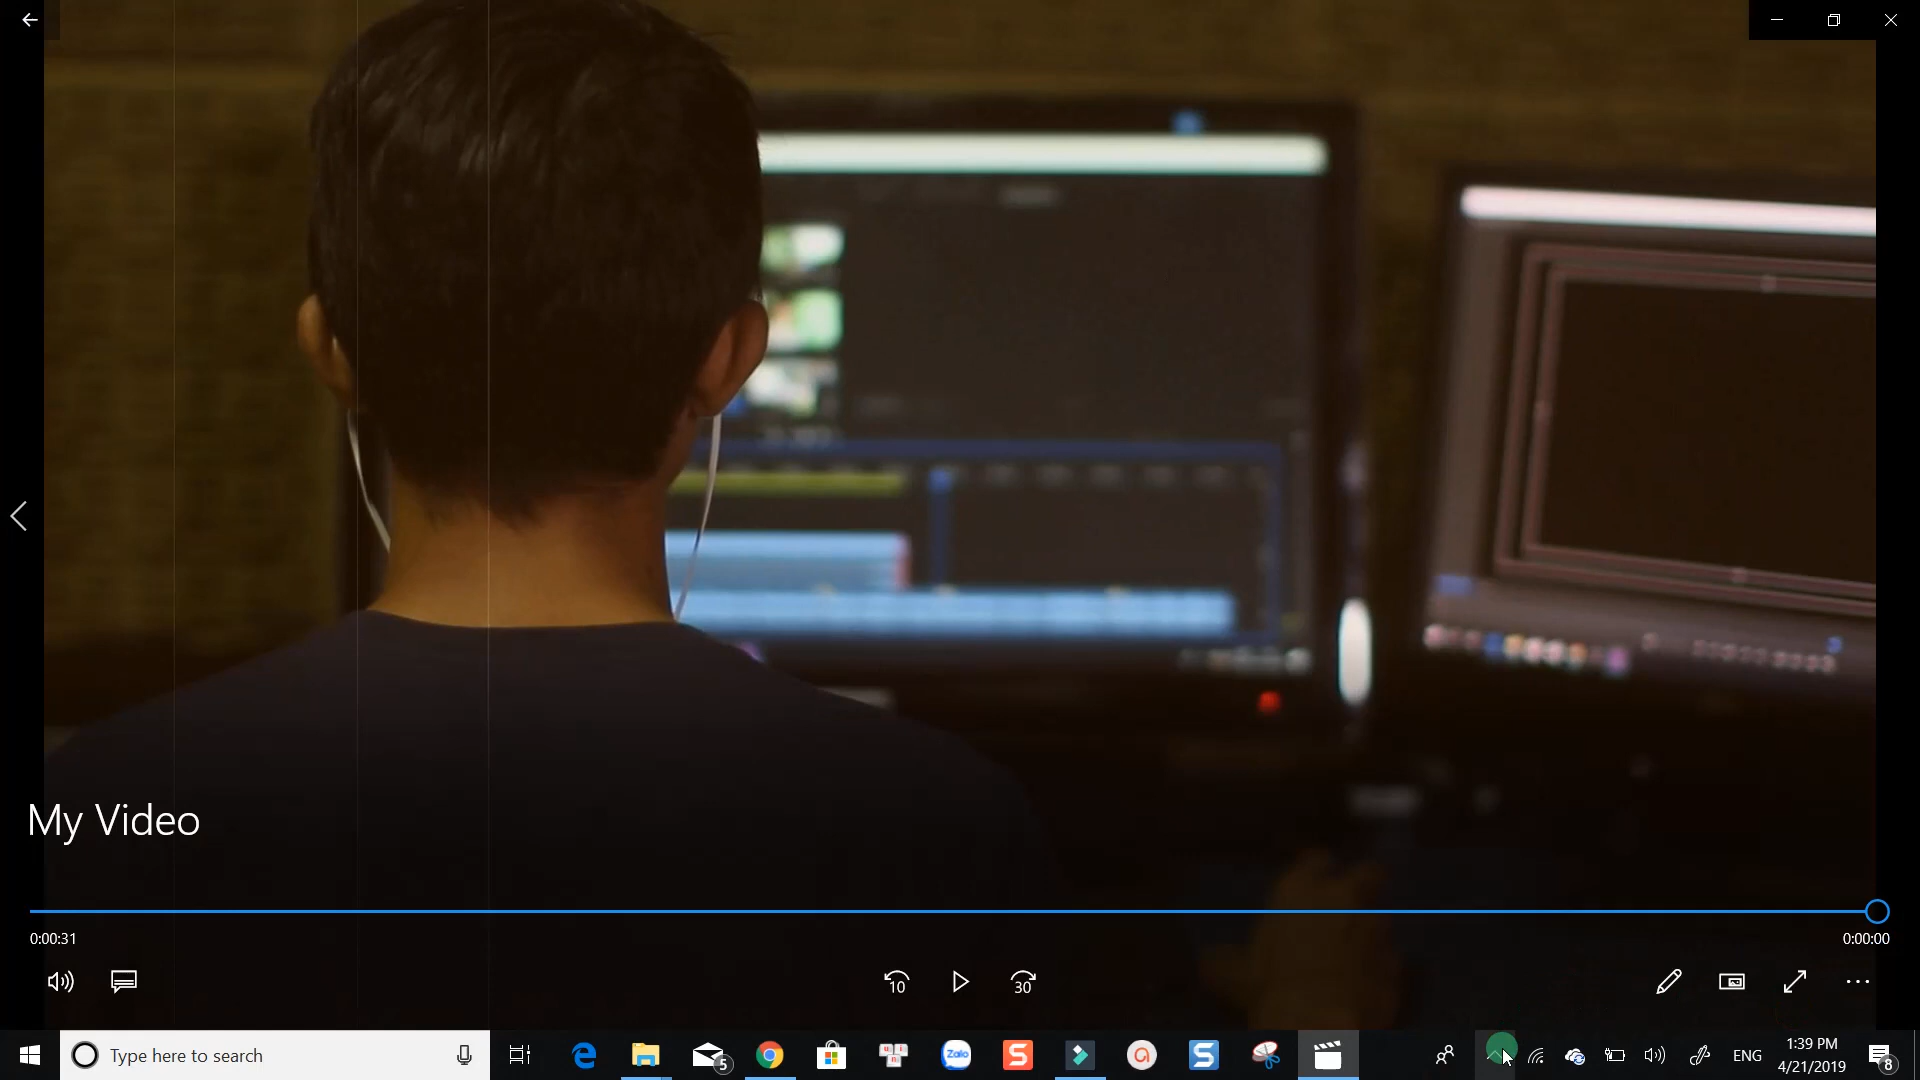 My Video
0:00:31
0:00:00
10
30
Type here to search
5
Zalo
ENG
1:39 PM
4/21/2019
8